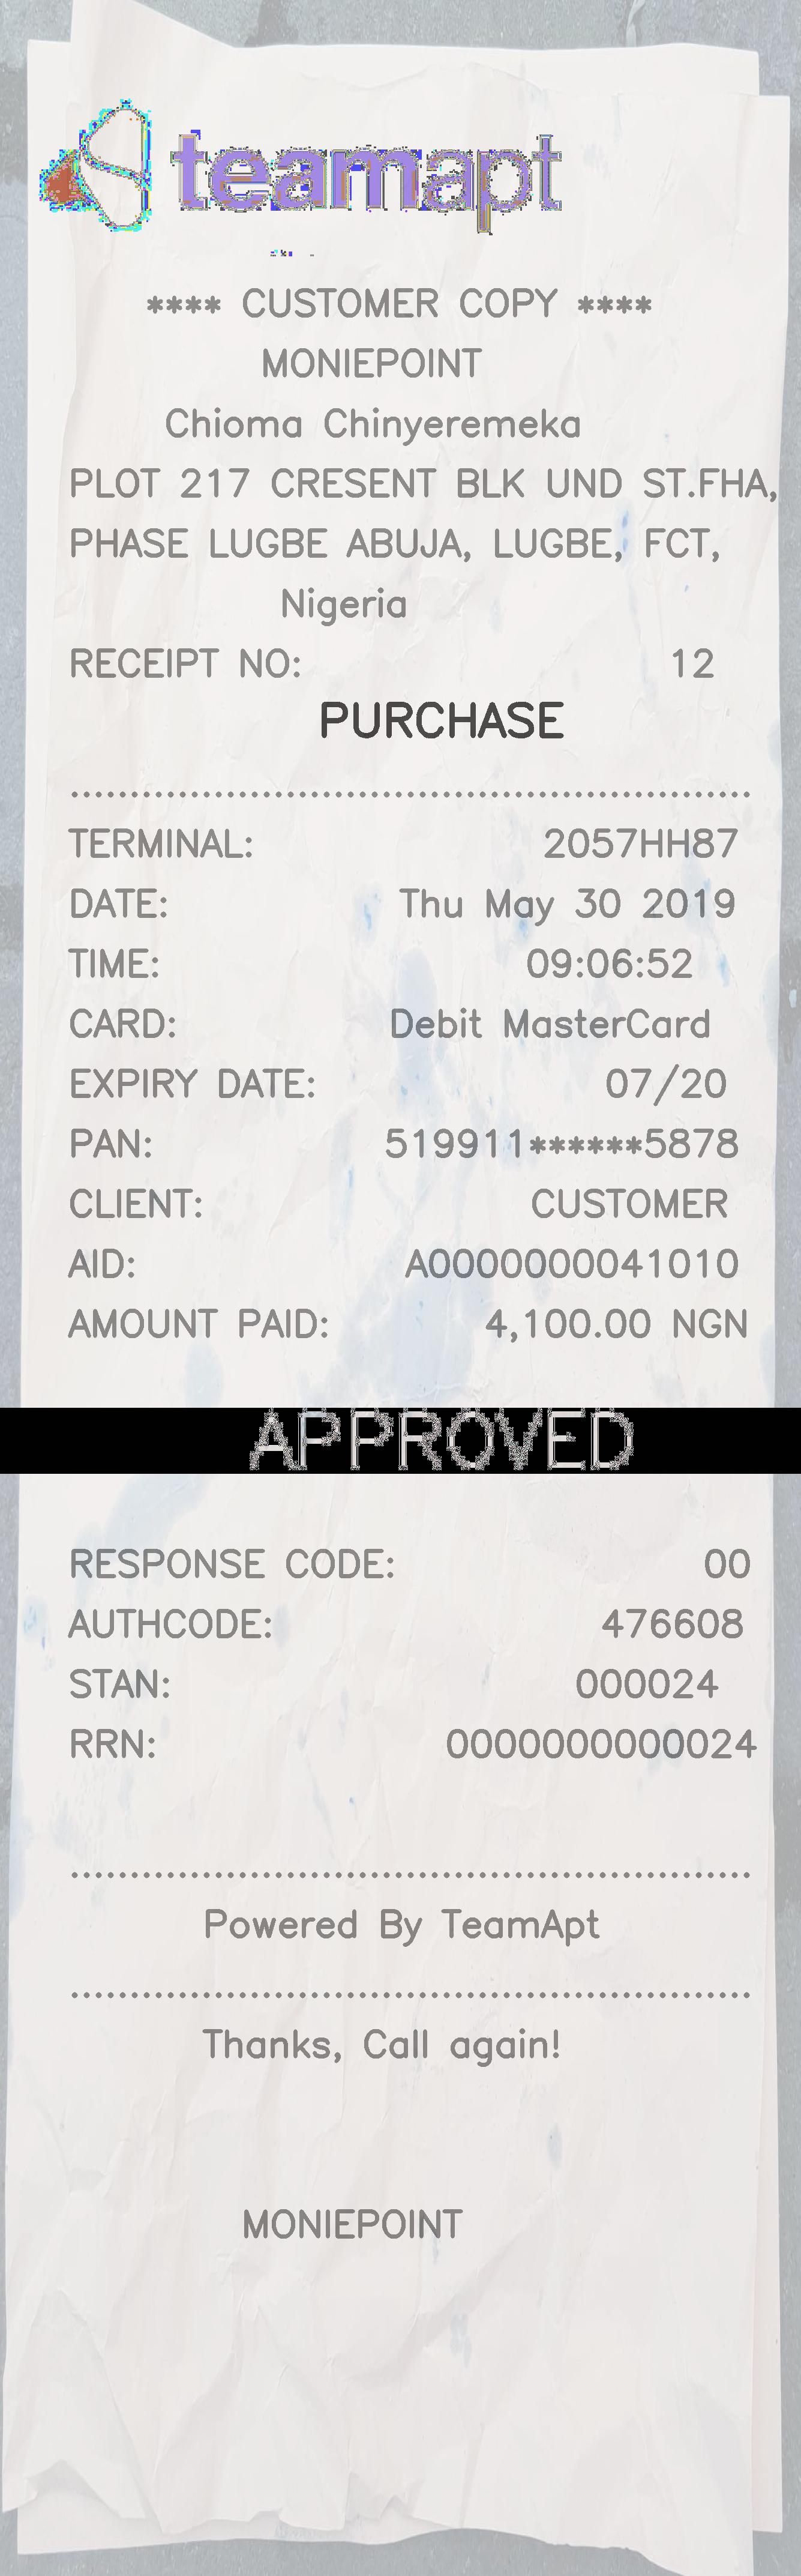 teamapt
**** CUSTOMER COPY ****
MONIEPOINT
Chioma Chinyeremeka
PLOT 217 CRESENT BLK UND ST.FHA,
PHASE LUGBE ABUJA, LUGBE, FCT,
Nigeria
RECEIPT NO: 12
PURCHASE
TERMINAL: 2057HH87
DATE: Thu May 30 2019
TIME: 09:06:52
CARD: Debit MasterCard
EXPIRY DATE: 07/20
PAN: 519911******5878
CLIENT: CUSTOMER
AID: A0000000041010
AMOUNT PAID: 4,100.00 NGN
APPROVED
RESPONSE CODE: 00
AUTHCODE: 476608
STAN: 000024
RRN: 0000000000024
Powered By TeamApt
Thanks, Call again!
MONIEPOINT